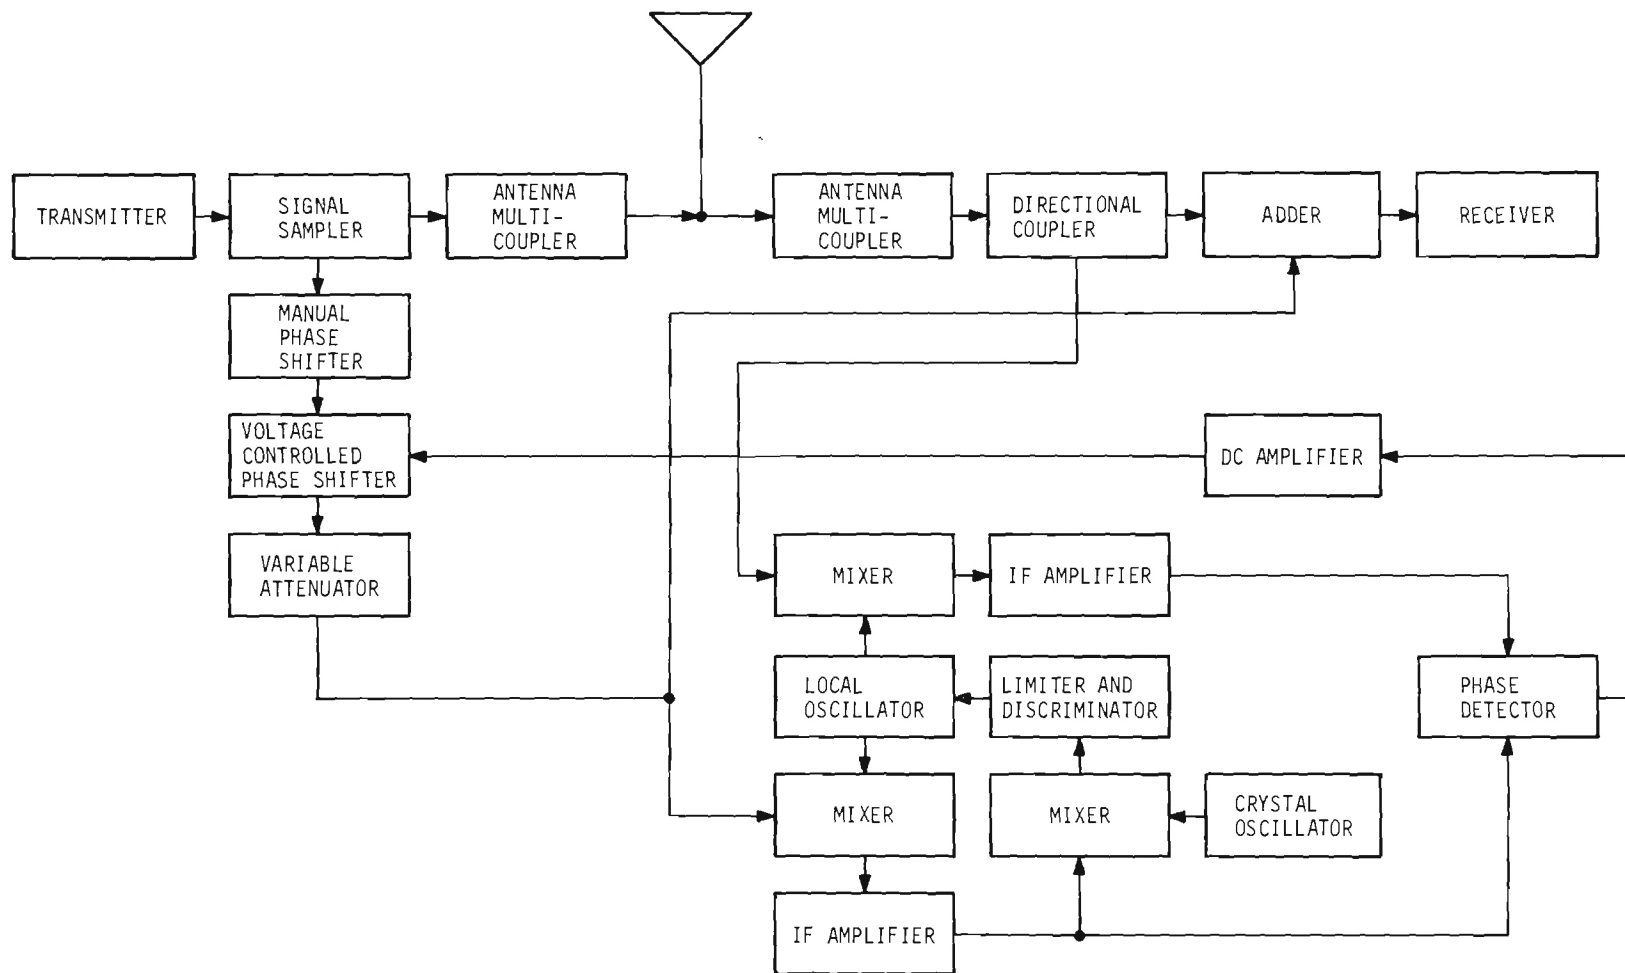 TRANSMITTER
SIGNAL
SAMPLER
ANTENNA
MULTI-
COUPLER
ANTENNA
MULTI-
COUPLER
DIRECTIONAL
COUPLER
ADDER
RECEIVER
MANUAL
PHASE
SHIFTER
VOLTAGE
CONTROLLED
PHASE SHIFTER
DC AMPLIFIER
VARIABLE
ATTENUATOR
MIXER
IF AMPLIFIER
LOCAL
OSCILLATOR
LIMITER AND
DISCRIMINATOR
PHASE
DETECTOR
MIXER
MIXER
CRYSTAL
OSCILLATOR
IF AMPLIFIER